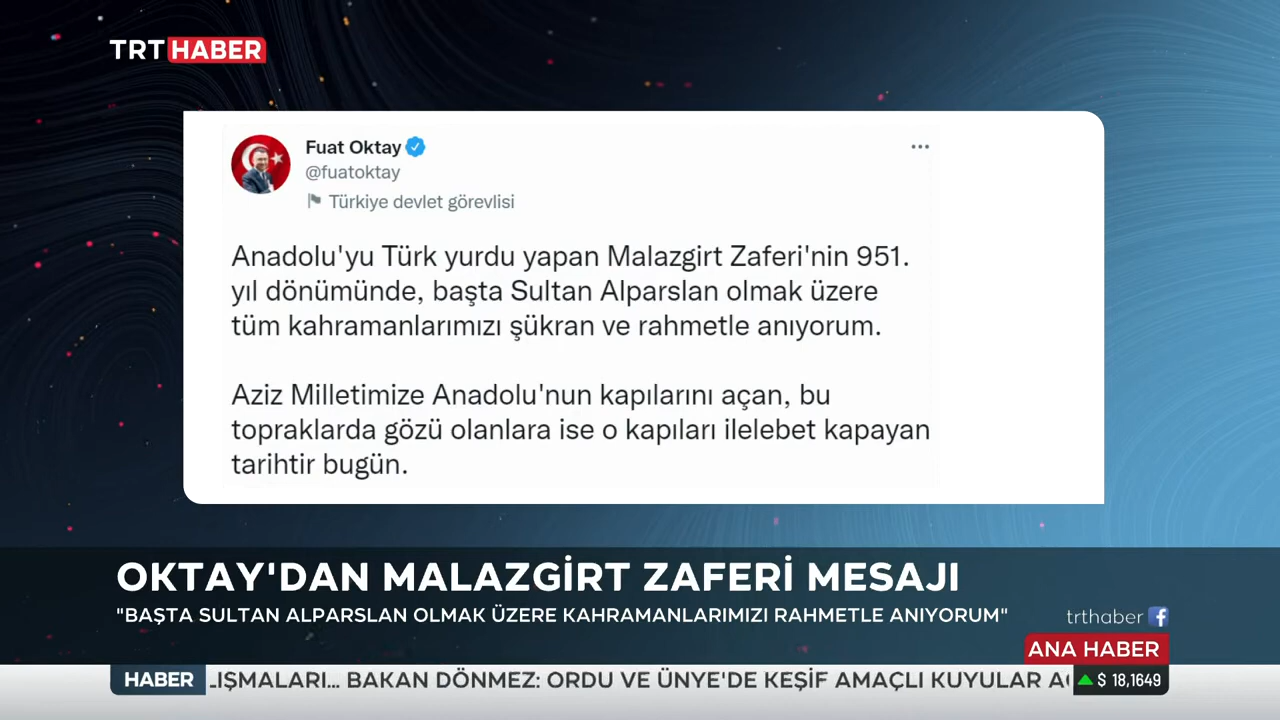 TRT HABER
Fuat Oktay
@fuatoktay
Türkiye devlet görevlisi
Anadolu'yu Türk yurdu yapan Malazgirt Zaferi'nin 951.
yıl dönümünde, başta Sultan Alparslan olmak üzere
tüm kahramanlarımızı şükran ve rahmetle anıyorum.
Aziz Milletimize Anadolu'nun kapılarını açan, bu
topraklarda gözü olanlara ise o kapıları ilelebet kapayan
tarihtir bugün.
OKTAY'DAN MALAZGİRT ZAFERİ MESAJI
"BAŞTA SULTAN ALPARSLAN OLMAK ÜZERE KAHRAMANLARIMIZI RAHMETLE ANIYORUM"
trthaber
ANA HABER
HABER
IŞMALARI... BAKAN DÖNMEZ: ORDU VE ÜNYE'DE KEŞİF AMAÇLI KUYULAR
$ 18,1649